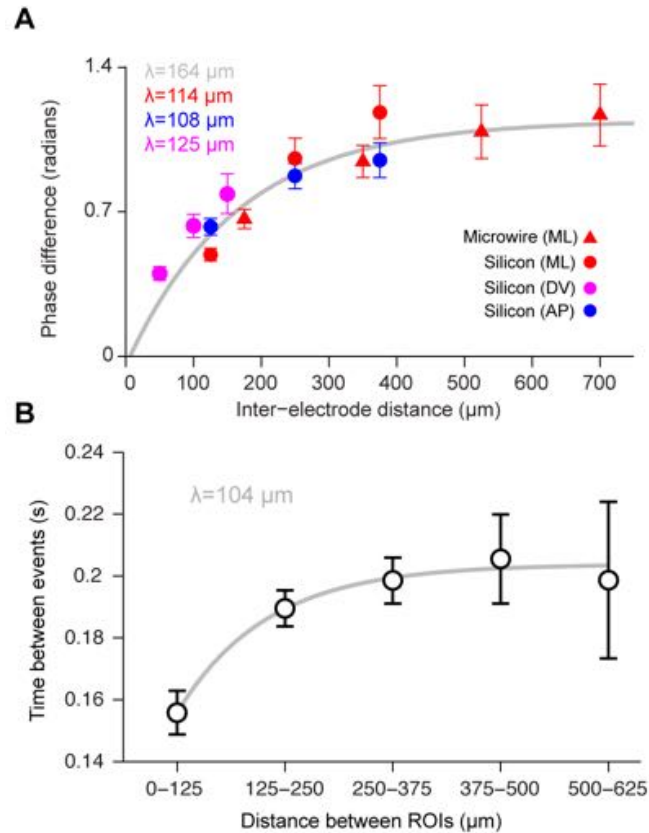 A
1.4
0.7
0
Phase difference (radians)
λ=164 μm
λ=114 μm
λ=108 μm
λ=125 μm
Microwire (ML)
Silicon (ML)
Silicon (DV)
Silicon (AP)
0 100 200 300 400 500 600 700
Inter−electrode distance (μm)
B
0.24
0.22
0.2
0.18
0.16
0.14
Time between events (s)
λ=104 μm
0−125 125−250 250−375 375−500 500−625
Distance between ROIs (μm)